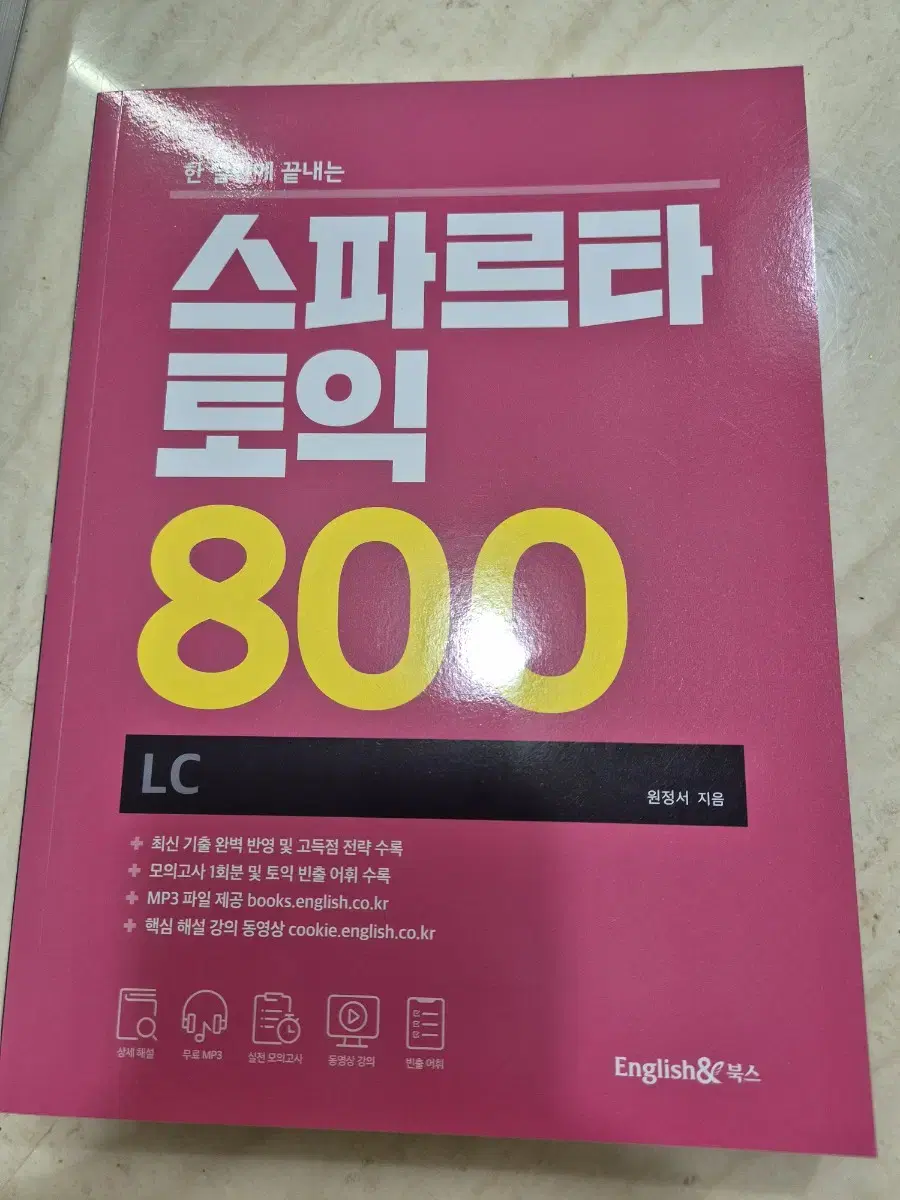 한 끝내는
스파르타
토익
800
LC
원정서 지음
+ 최신 기출 완벽 반영 및 고득점 전략 수록
+ 모의고사 1회분 및 토익 빈출 어휘 수록
+ MP3 파일 제공 books.english.co.kr
+ 핵심 해설 강의 동영상 cookie.english.co.kr
상세 해설
무료 MP3
실전 모의고사
동영상 강의
빈출 어휘
English& 북스